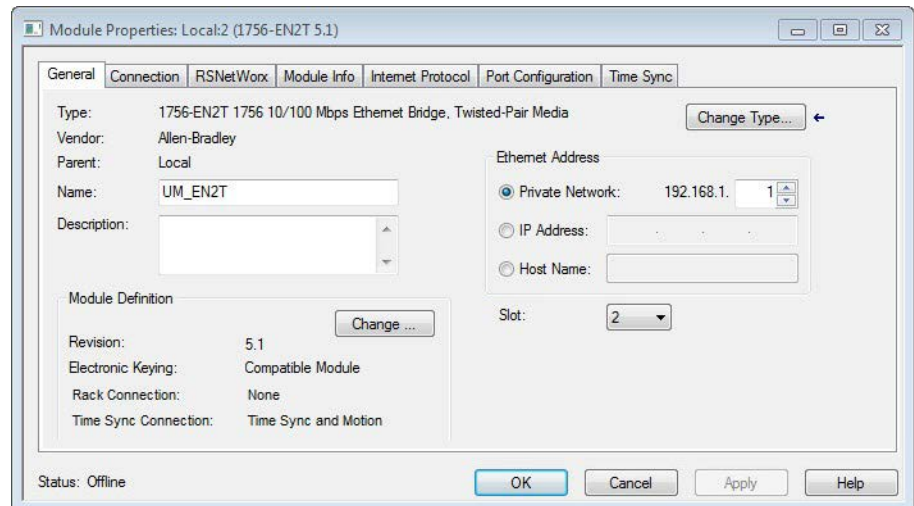 Module Properties: Local:2 (1756-EN2T 5.1)
General Connection RSNetWorx Module Info Internet Protocol Port Configuration Time Sync
Type: 1756-EN2T 1756 10/100 Mbps Ethernet Bridge, Twisted-Pair Media Change Type...
Vendor: Allen-Bradley
Parent: Local
Name: UM_EN2T
Description:
Ethernet Address
Private Network: 192.168.1. 1
IP Address: . . .
Host Name:
Slot: 2
Module Definition
Change ...
Revision: 5.1
Electronic Keying: Compatible Module
Rack Connection: None
Time Sync Connection: Time Sync and Motion
Status: Offline OK Cancel Apply Help